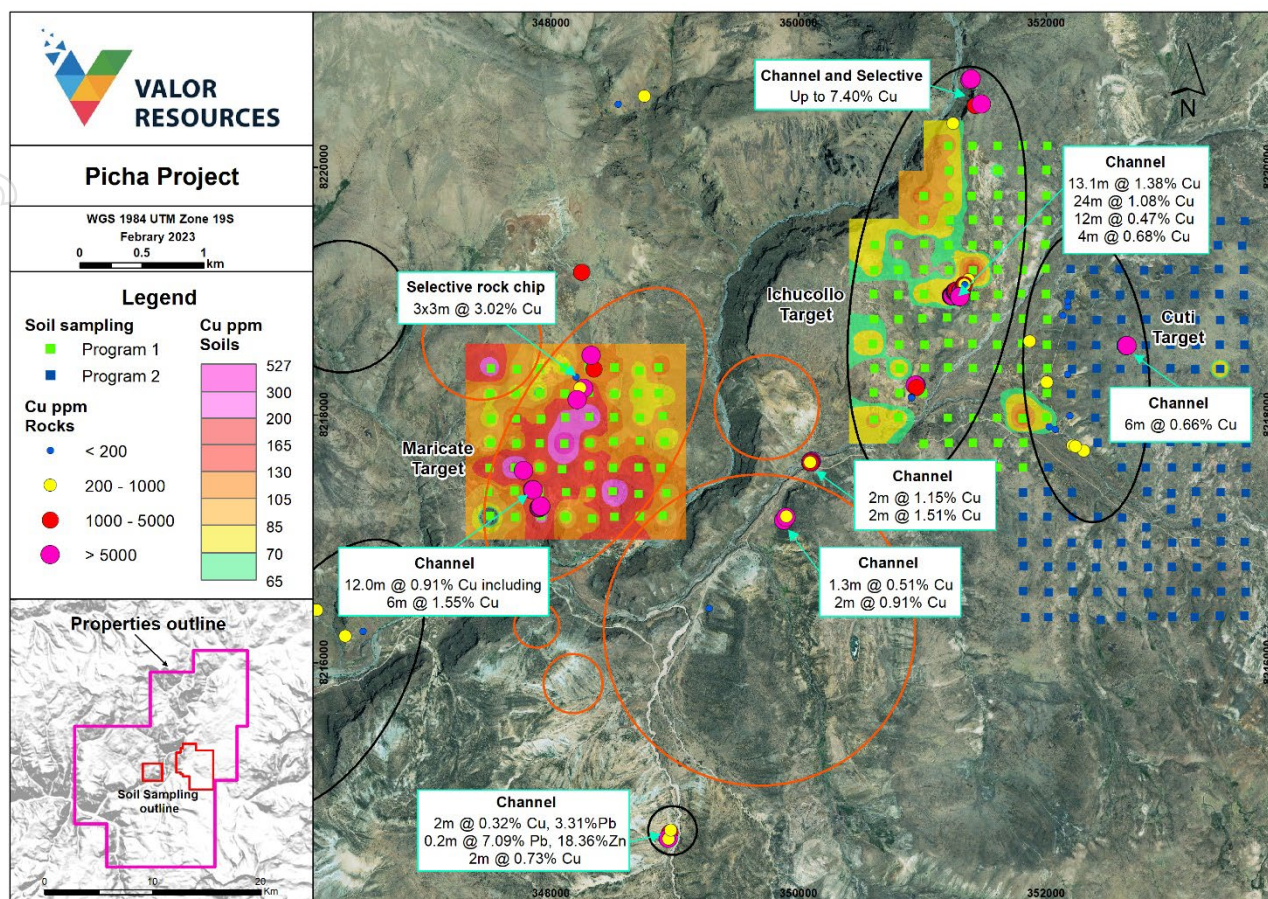 VALOR
RESOURCES
Picha Project
WGS 1984 UTM Zone 19S
Febrary 2023
0 0.5 1
km
Legend
Soil sampling
Program 1
Program 2
Cu ppm
Rocks
< 200
200 - 1000
1000 - 5000
> 5000
Cu ppm
Soils
527
300
200
165
130
105
85
70
65
Properties outline
Soil Sampling
outline
0 10 20
Km
348000
350000
352000
8220000
8218000
8216000
N
Channel and Selective
Up to 7.40% Cu
Channel
13.1m @ 1.38% Cu
24m @ 1.08% Cu
12m @ 0.47% Cu
4m @ 0.68% Cu
Selective rock chip
3x3m @ 3.02% Cu
Ichucollo
Target
Cuti
Target
Channel
6m @ 0.66% Cu
Maricate
Target
Channel
2m @ 1.15% Cu
2m @ 1.51% Cu
Channel
12.0m @ 0.91% Cu including
6m @ 1.55% Cu
Channel
1.3m @ 0.51% Cu
2m @ 0.91% Cu
Channel
2m @ 0.32% Cu, 3.31%Pb
0.2m @ 7.09% Pb, 18.36%Zn
2m @ 0.73% Cu
8220000
8218000
8216000
348000
350000
352000